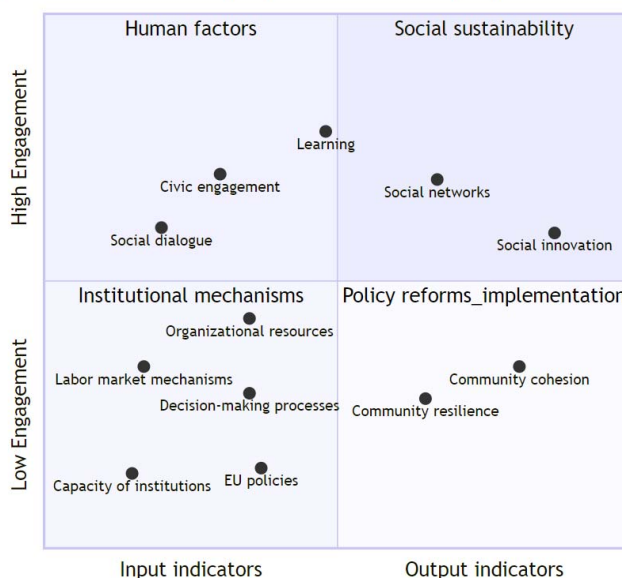 Human factors
Social sustainability
High Engagement
Learning
Civic engagement
Social networks
Social dialogue
Social innovation
Institutional mechanisms
Policy reforms_implementation
Low Engagement
Organizational resources
Labor market mechanisms
Community cohesion
Decision-making processes
Community resilience
Capacity of institutions
EU policies
Input indicators
Output indicators